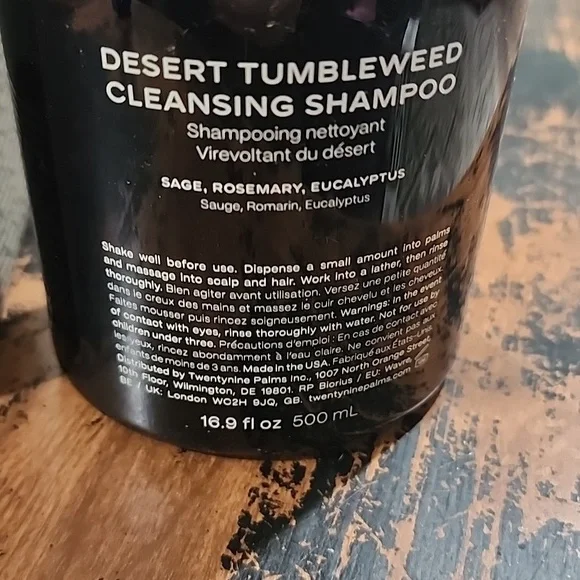 DESERT TUMBLEWEED
CLEANSING SHAMPOO
Shampooing nettoyant
Virevoltant du désert
SAGE, ROSEMARY, EUCALYPTUS
Sauge, Romarin, Eucalyptus
Shake well before use. Dispense a small amount into palms
and massage into scalp and hair. Work into a lather, then rinse
thoroughly. Bien agiter avant utilisation. Versez une petite quantité
dans le creux des mains et massez le cuir chevelu et les cheveux.
Faites mousser puis rincez soigneusement. Warnings: In the event
of contact with eyes, rinse thoroughly with water. Not for use by
children under three. Précautions d'emploi : En cas de contact avec
les yeux, rincez abondamment à l'eau claire. Ne convient pas aux
enfants de moins de 3 ans. Made in the USA. Fabriqué aux États-Unis.
Distributed by Twentynine Palms Inc., 1007 North Orange Street,
10th Floor, Wilmington, DE 19801. RP Biorius / EU: Wavre,
BE / UK: London WC2H 9JQ, GB. twentyninepalms.com
16.9 fl oz 500 mL